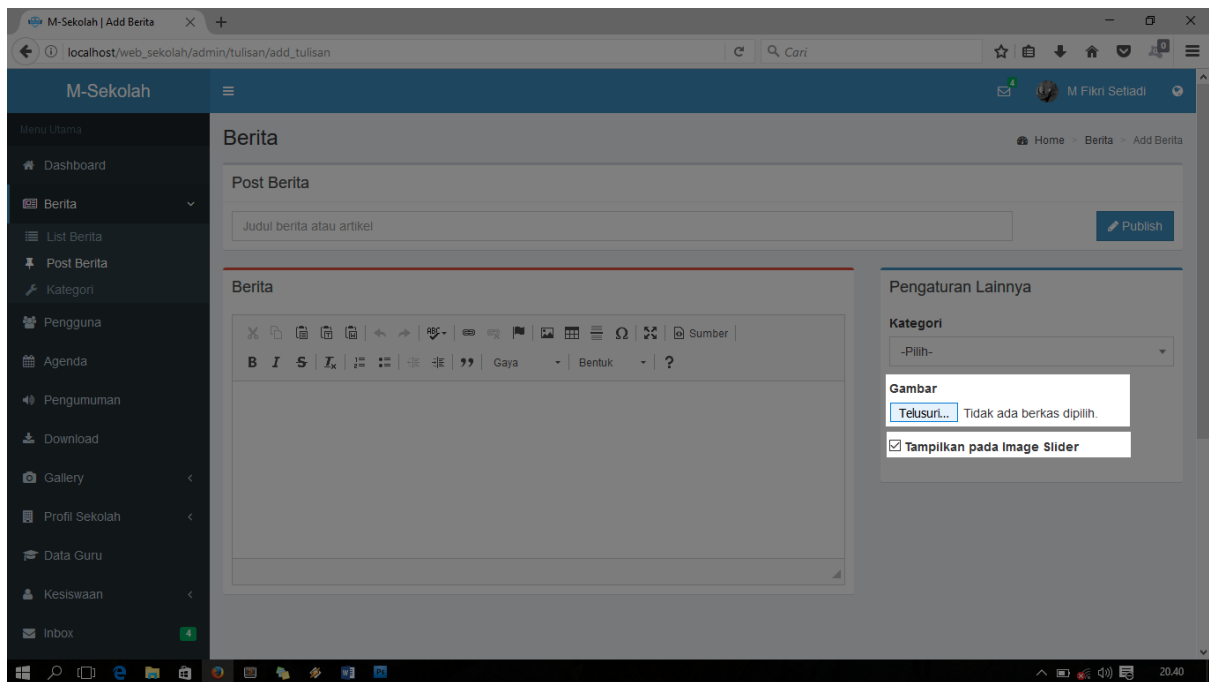 M-Sekolah | Add Berita
localhost/web_sekolah/admin/tulisan/add_tulisan
Cari
M-Sekolah
4
M Fikri Setiadi
Menu Utama
Berita
Home > Berita > Add Berita
Dashboard
Post Berita
Berita
Judul berita atau artikel
Publish
List Berita
Post Berita
Kategori
Berita
Pengaturan Lainnya
Pengguna
Kategori
Sumber
-Pilih-
Agenda
B I S Ix Gaya Bentuk ?
Gambar
Pengumuman
Telusuri... Tidak ada berkas dipilih.
Download
Tampilkan pada Image Slider
Gallery
Profil Sekolah
Data Guru
Kesiswaan
Inbox 4
20.40